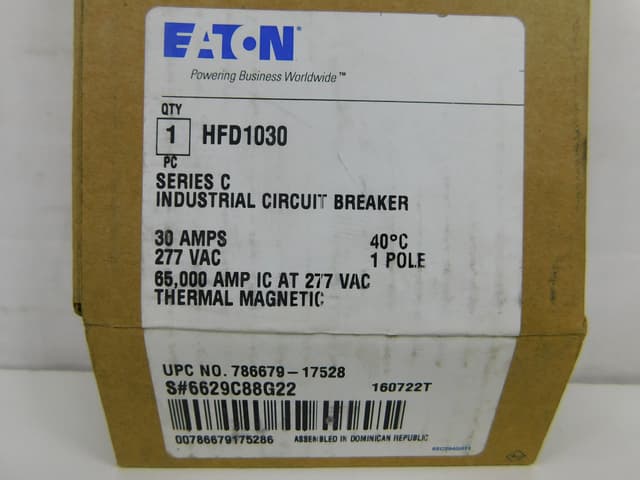 EATON
Powering Business Worldwide™
QTY
1 HFD1030
PC
SERIES C
INDUSTRIAL CIRCUIT BREAKER
30 AMPS 40°C
277 VAC 1 POLE
65,000 AMP IC AT 277 VAC
THERMAL MAGNETIC
UPC NO. 786679-17528
S#6629C88G22 160722T
00786679175286 ASSEMBLED IN DOMINICAN REPUBLIC